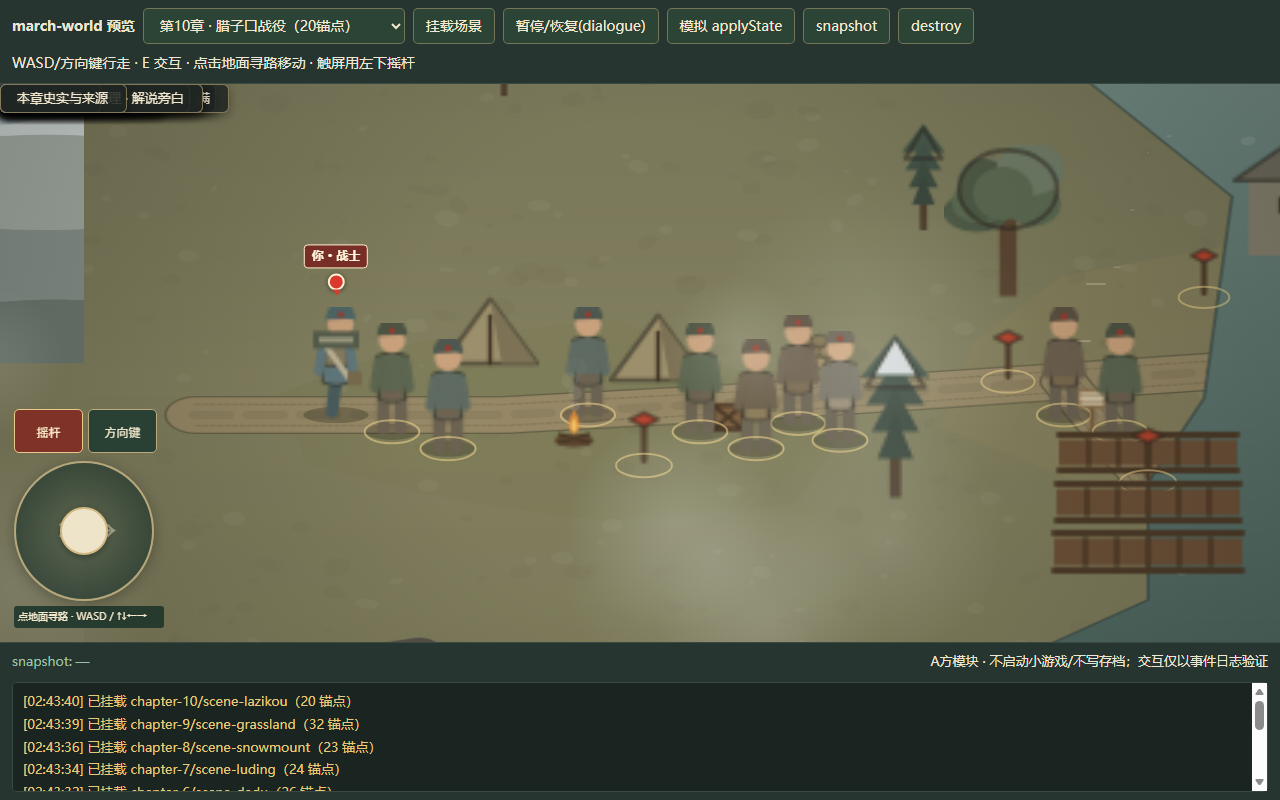 march-world 预览
第10章 · 腊子口战役（20锚点）
挂载场景
暂停/恢复(dialogue)
模拟 applyState
snapshot
destroy
WASD/方向键行走 · E 交互 · 点击地面寻路移动 · 触屏用左下摇杆
本章史实与来源
· 解说旁白
满
你·战士
摇杆
方向键
点地面寻路 · WASD / ↑↓←→
snapshot: —
A方模块 · 不启动小游戏/不写存档；交互仅以事件日志验证
[02:43:40] 已挂载 chapter-10/scene-lazikou（20 锚点）
[02:43:39] 已挂载 chapter-9/scene-grassland（32 锚点）
[02:43:36] 已挂载 chapter-8/scene-snowmount（23 锚点）
[02:43:34] 已挂载 chapter-7/scene-luding（24 锚点）